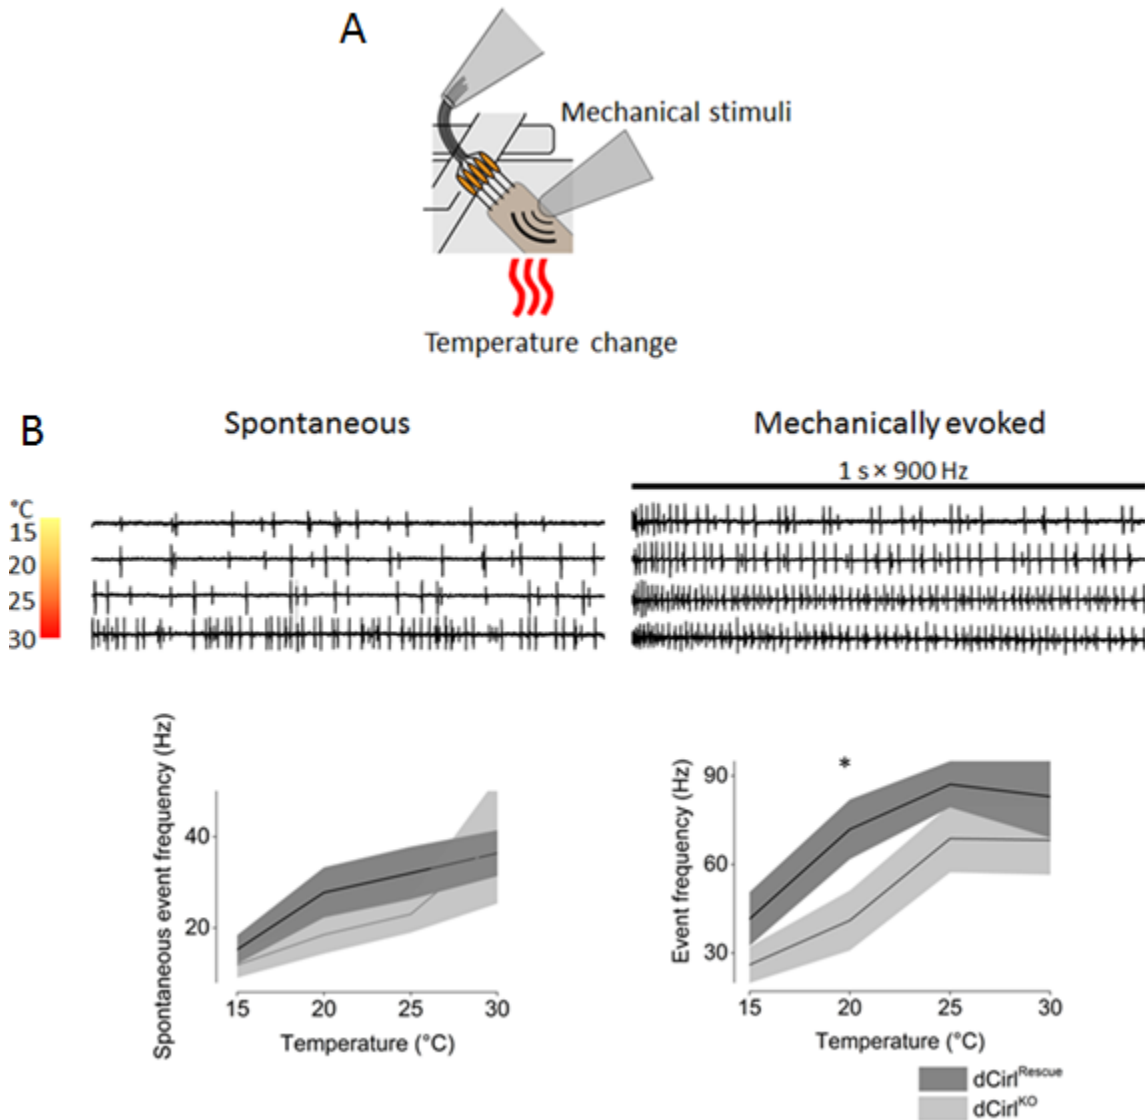 A
Mechanical stimuli
Temperature change
B
Spontaneous
Mechanically evoked
1 s × 900 Hz
°C
15
20
25
30
Spontaneous event frequency (Hz)
40
20
15 20 25 30
Temperature (°C)
Event frequency (Hz)
*
90
60
30
15 20 25 30
Temperature (°C)
dCirl^Rescue
dCirl^KO